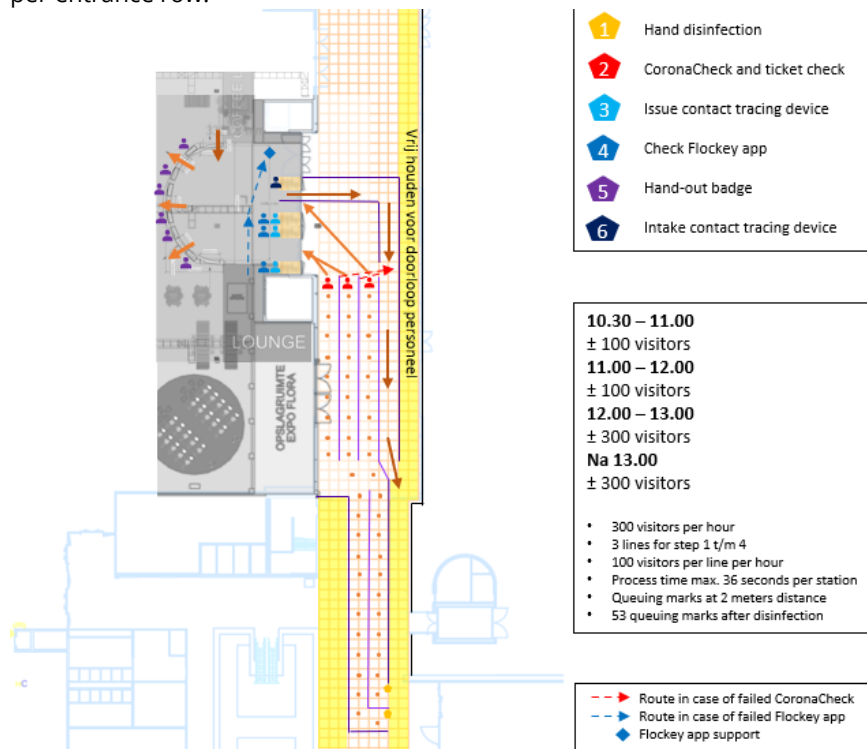 per entrance row.
1 Hand disinfection
2 CoronaCheck and ticket check
3 Issue contact tracing device
4 Check Flockey app
5 Hand-out badge
6 Intake contact tracing device
Vrij houden voor doorloop personeel
LOUNGE
OPSLAGRUIMTE
EXPO FLORA
10.30 – 11.00
± 100 visitors
11.00 – 12.00
± 100 visitors
12.00 – 13.00
± 300 visitors
Na 13.00
± 300 visitors
• 300 visitors per hour
• 3 lines for step 1 t/m 4
• 100 visitors per line per hour
• Process time max. 36 seconds per station
• Queuing marks at 2 meters distance
• 53 queuing marks after disinfection
Route in case of failed CoronaCheck
Route in case of failed Flockey app
Flockey app support